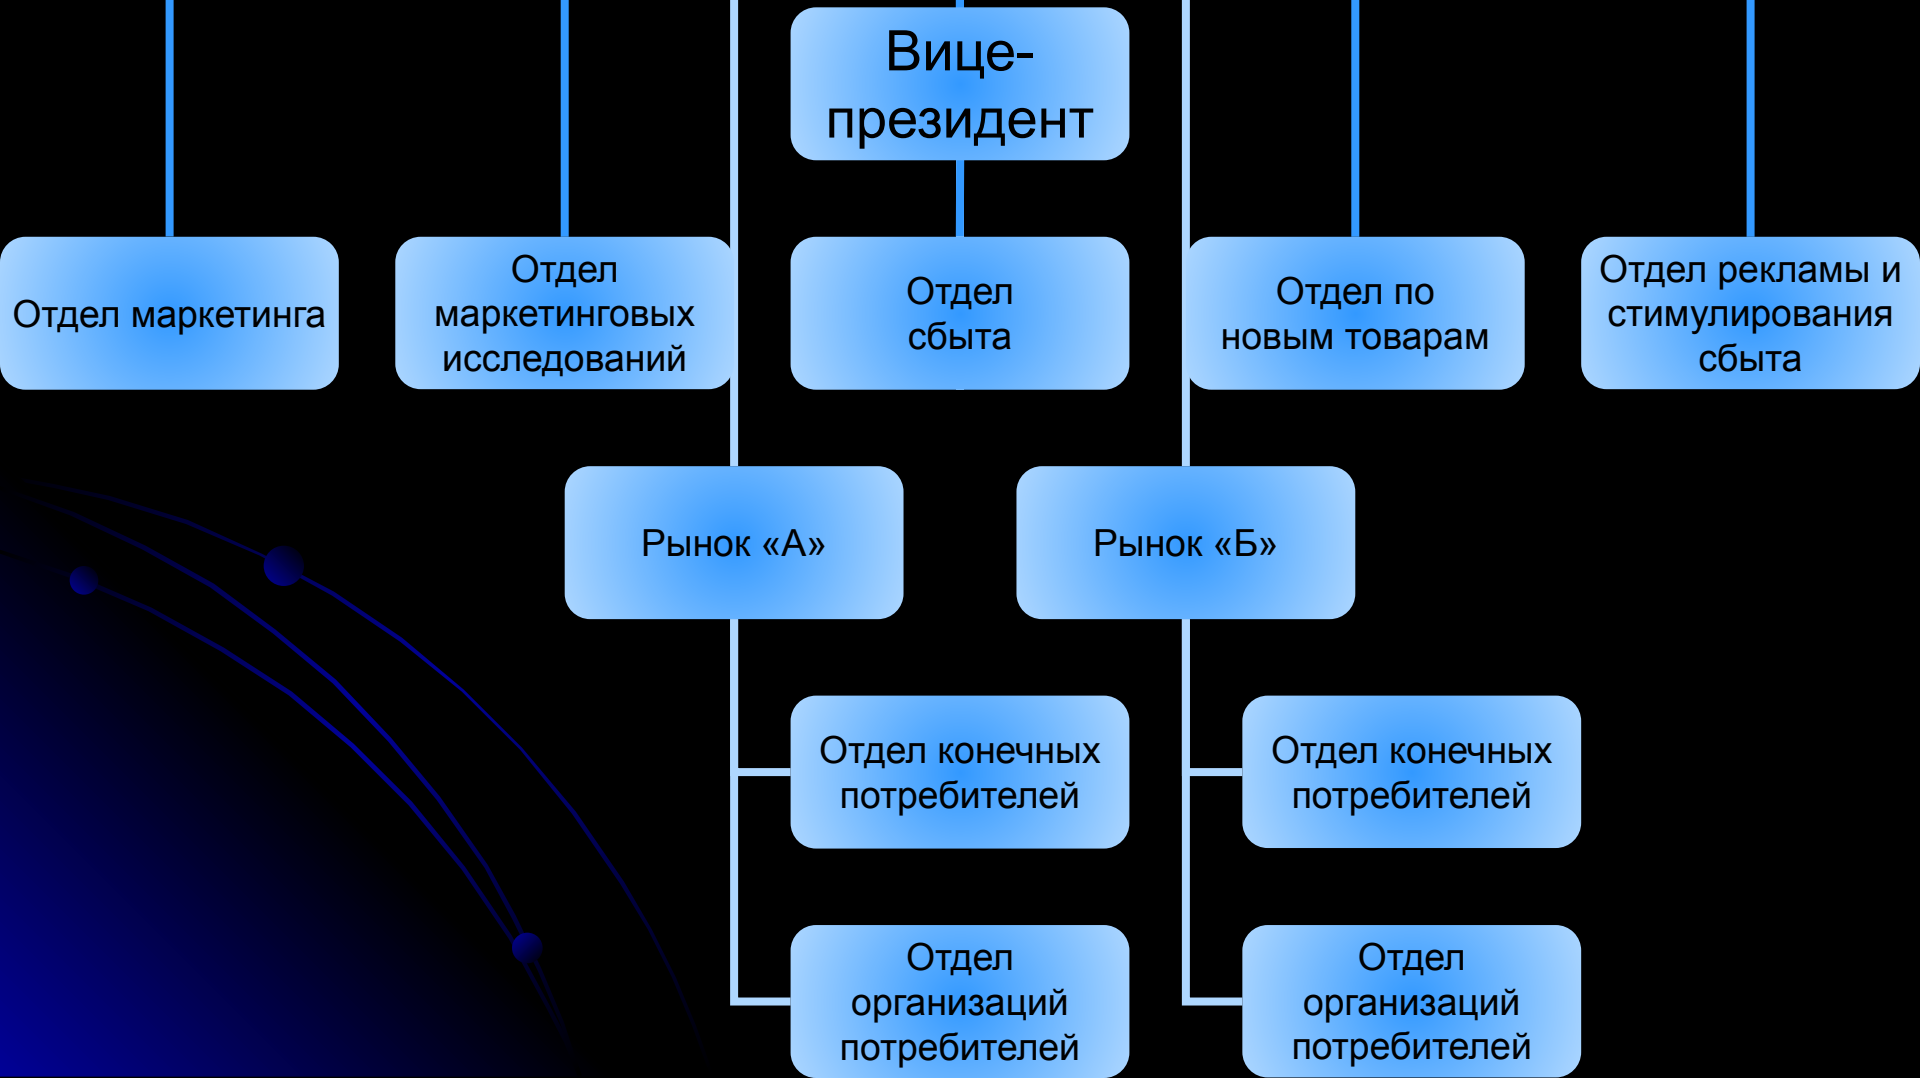 Вице-
президент
Отдел маркетинга
Отдел
маркетинговых
исследований
Отдел
сбыта
Отдел по
новым товарам
Отдел рекламы и
стимулирования
сбыта
Рынок «А»
Рынок «Б»
Отдел конечных
потребителей
Отдел конечных
потребителей
Отдел
организаций
потребителей
Отдел
организаций
потребителей